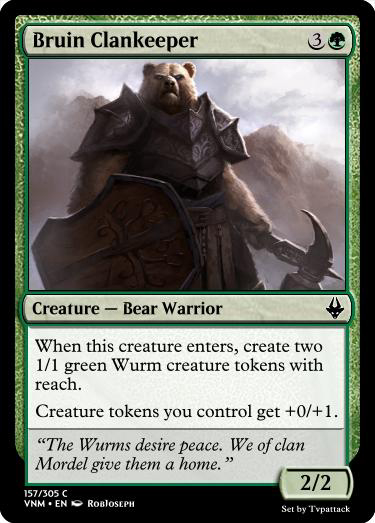 Bruin Clankeeper 3
Creature — Bear Warrior
When this creature enters, create two
1/1 green Wurm creature tokens with
reach.
Creature tokens you control get +0/+1.
“The Wurms desire peace. We of clan
Mordel give them a home.”
2/2
157/305 C
VNM • EN RobJoseph
Set by Tvpattack